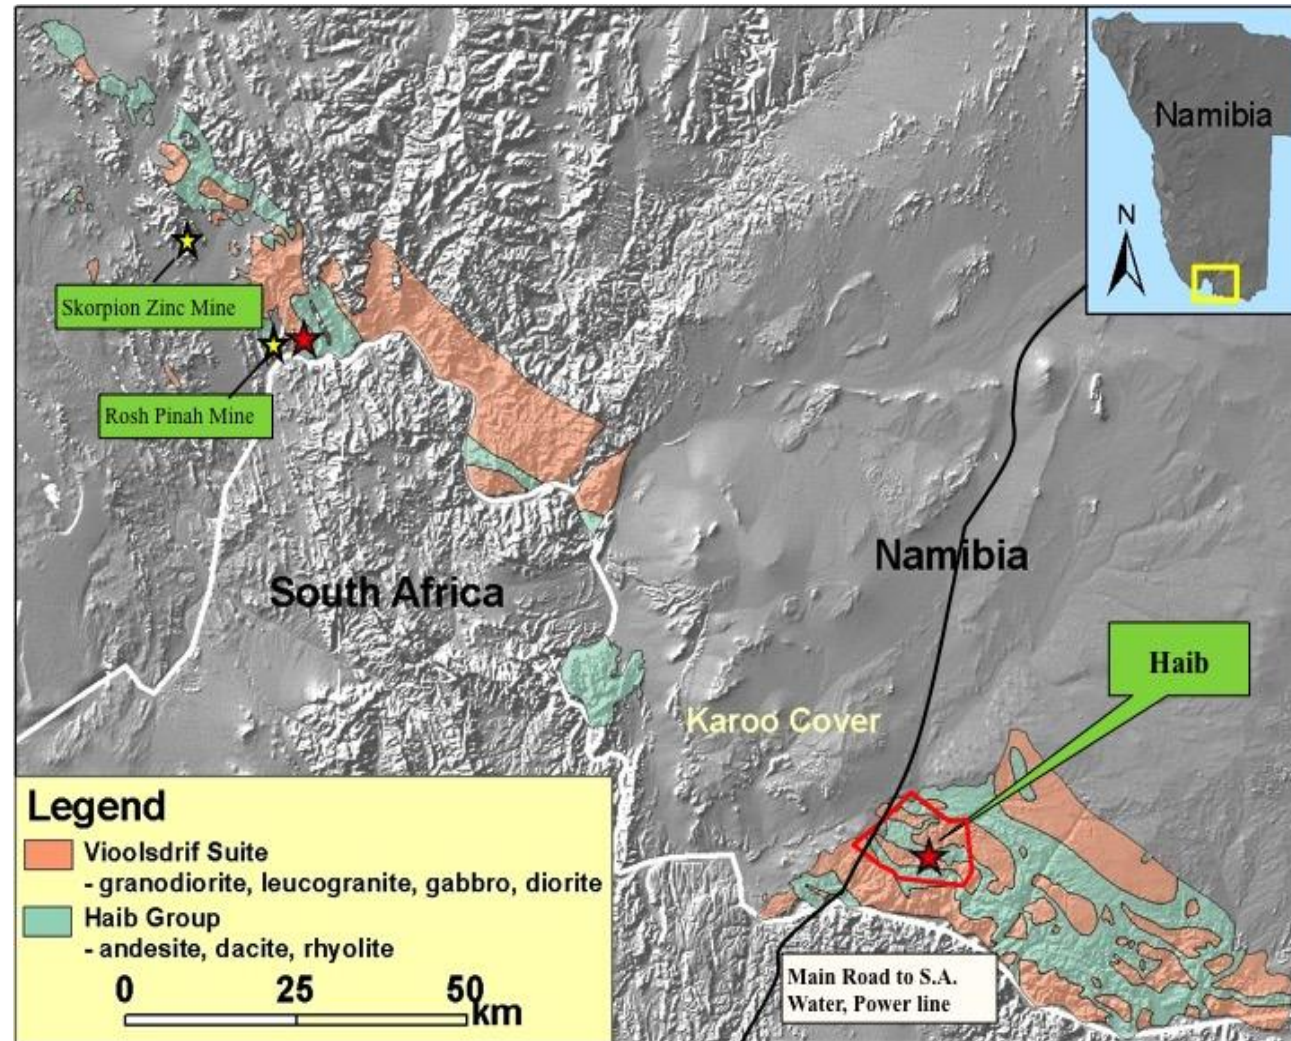 Namibia
N
Skorpion Zinc Mine
Rosh Pinah Mine
South Africa
Namibia
Haib
Karoo Cover
Legend
Vioolsdrif Suite
- granodiorite, leucogranite, gabbro, diorite
Haib Group
- andesite, dacite, rhyolite
0 25 50
km
Main Road to S.A.
Water, Power line